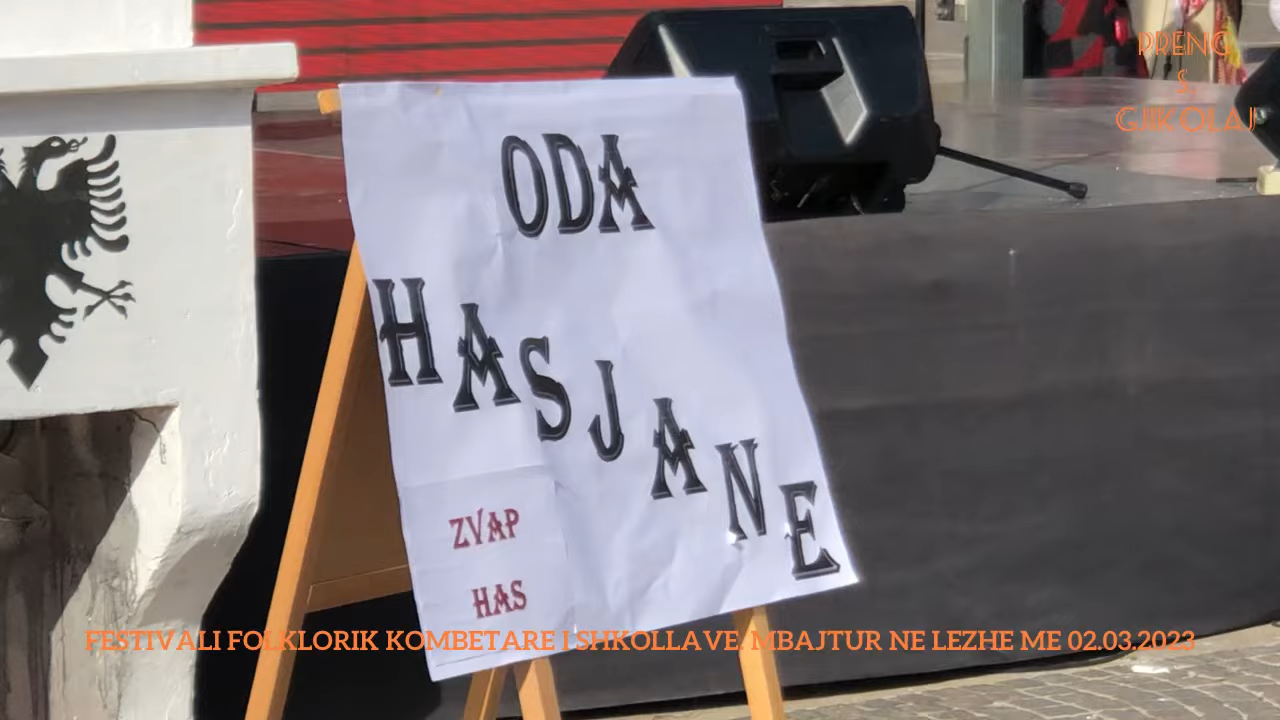 PRENG
S.
GJIKOLAJ
ODA
HASJANE
ZVAP
HAS
FESTIVALI FOLKLORIK KOMBETARE I SHKOLLAVE. MBAJTUR NE LEZHE ME 02.03.2023